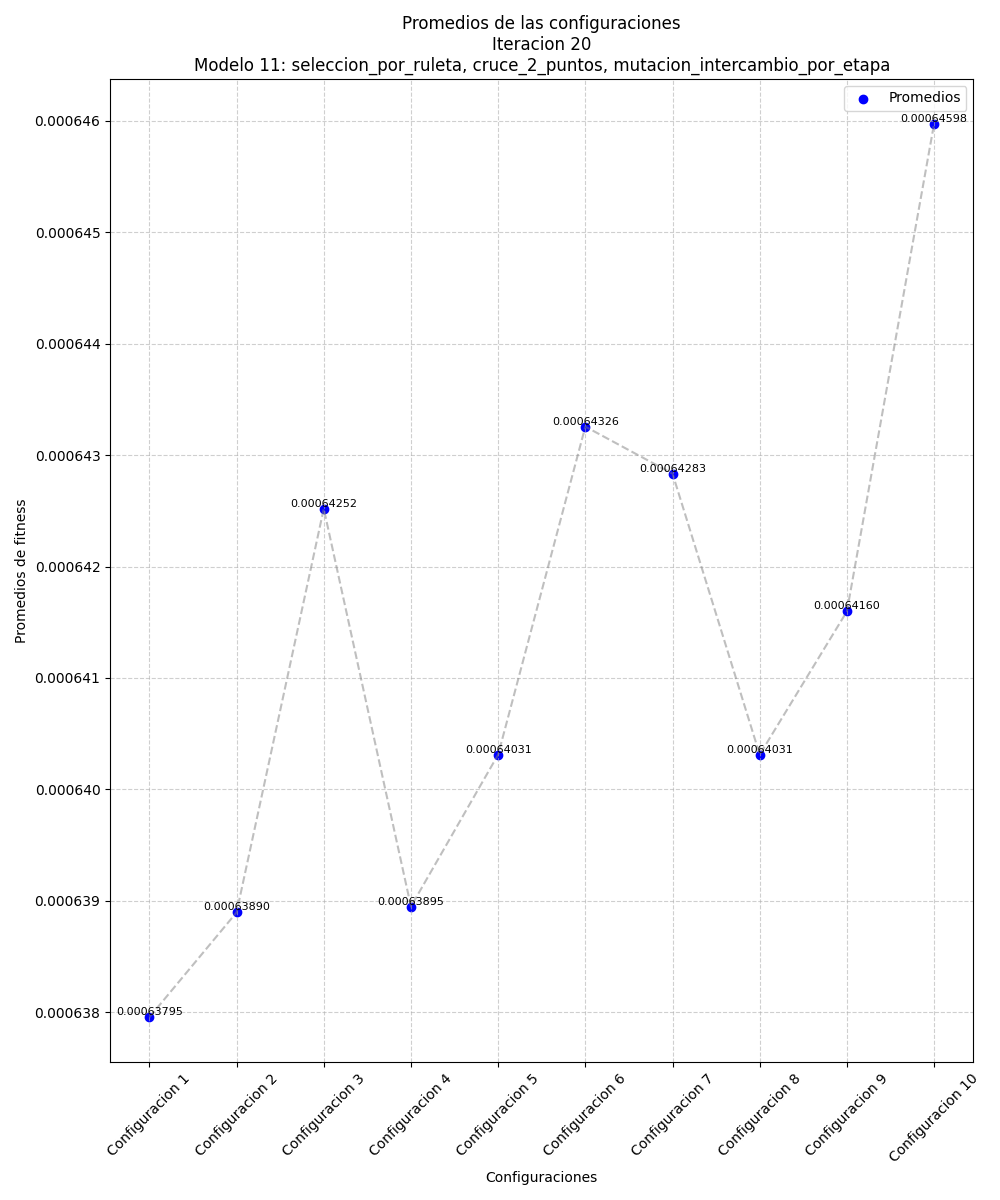 Promedios de las configuraciones
Iteracion 20
Modelo 11: seleccion_por_ruleta, cruce_2_puntos, mutacion_intercambio_por_etapa
Promedios
0.000646
0.000645
0.000644
0.000643
0.000642
0.000641
0.000640
0.000639
0.000638
Promedios de fitness
0.00063795
0.00063890
0.00064252
0.00063895
0.00064031
0.00064326
0.00064283
0.00064031
0.00064160
0.00064598
Configuracion 1
Configuracion 2
Configuracion 3
Configuracion 4
Configuracion 5
Configuracion 6
Configuracion 7
Configuracion 8
Configuracion 9
Configuracion 10
Configuraciones